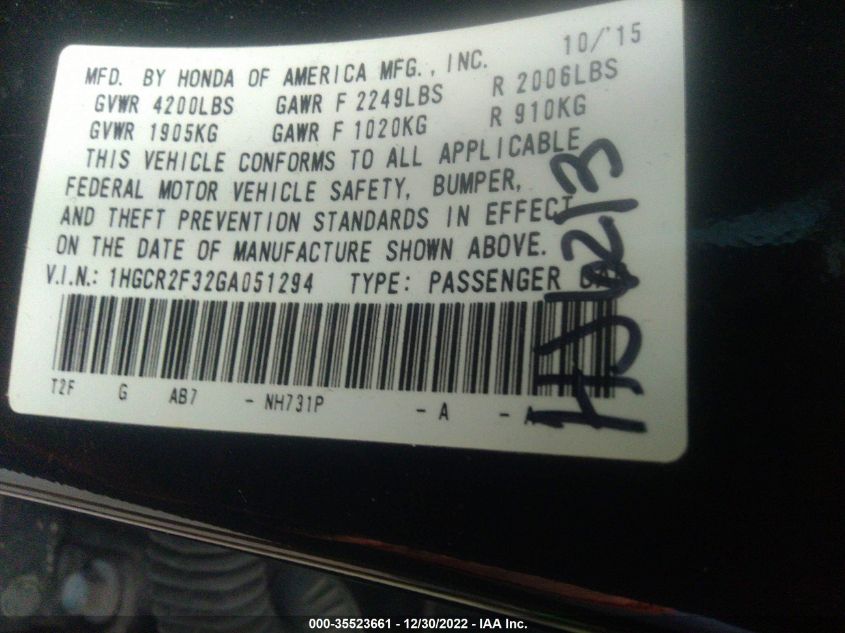 10/'15
MFD. BY HONDA OF AMERICA MFG., INC.
GVWR 4200LBS GAWR F 2249LBS R 2006LBS
GVWR 1905KG GAWR F 1020KG R 910KG
THIS VEHICLE CONFORMS TO ALL APPLICABLE
FEDERAL MOTOR VEHICLE SAFETY, BUMPER,
AND THEFT PREVENTION STANDARDS IN EFFECT
ON THE DATE OF MANUFACTURE SHOWN ABOVE.
V.I.N.: 1HGCR2F32GA051294 TYPE: PASSENGER
T2F G AB7 - NH731P - A -
000-35523661 - 12/30/2022 - IAA Inc.